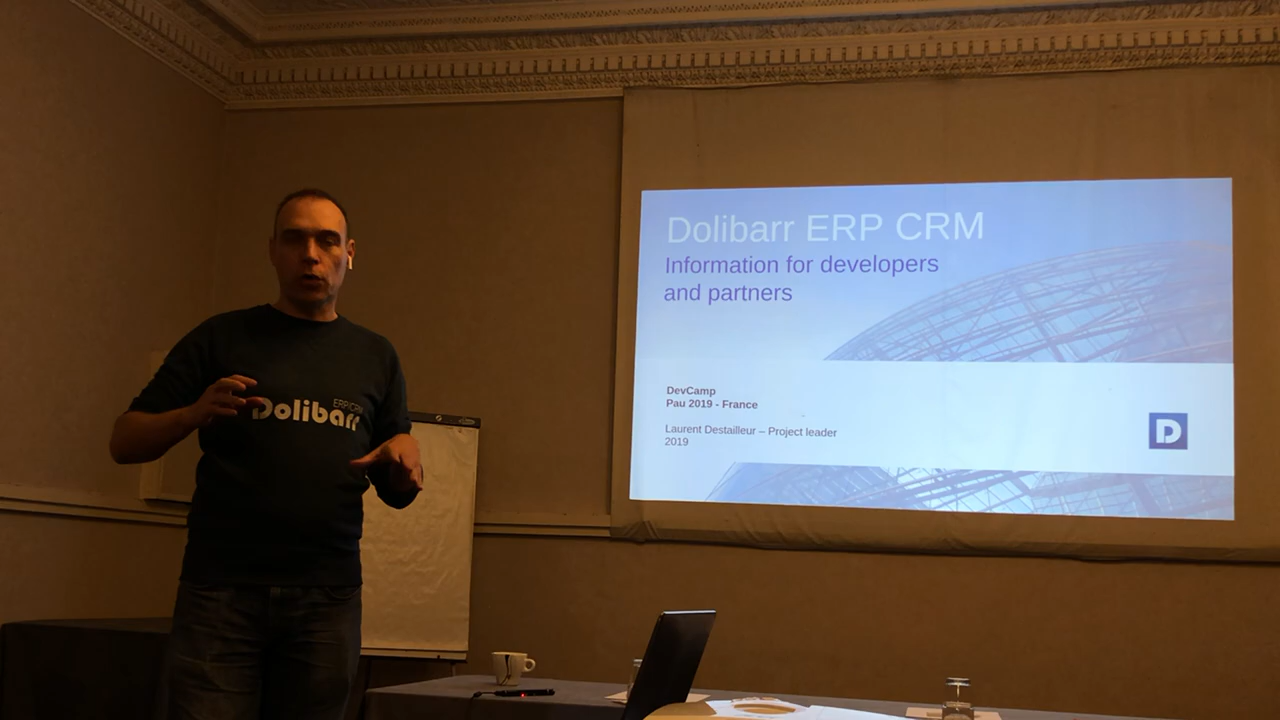 Dolibarr ERP CRM
Information for developers
and partners
DevCamp
Pau 2019 - France
Laurent Destailleur – Project leader
2019
D
ERP/CRM
Dolibarr